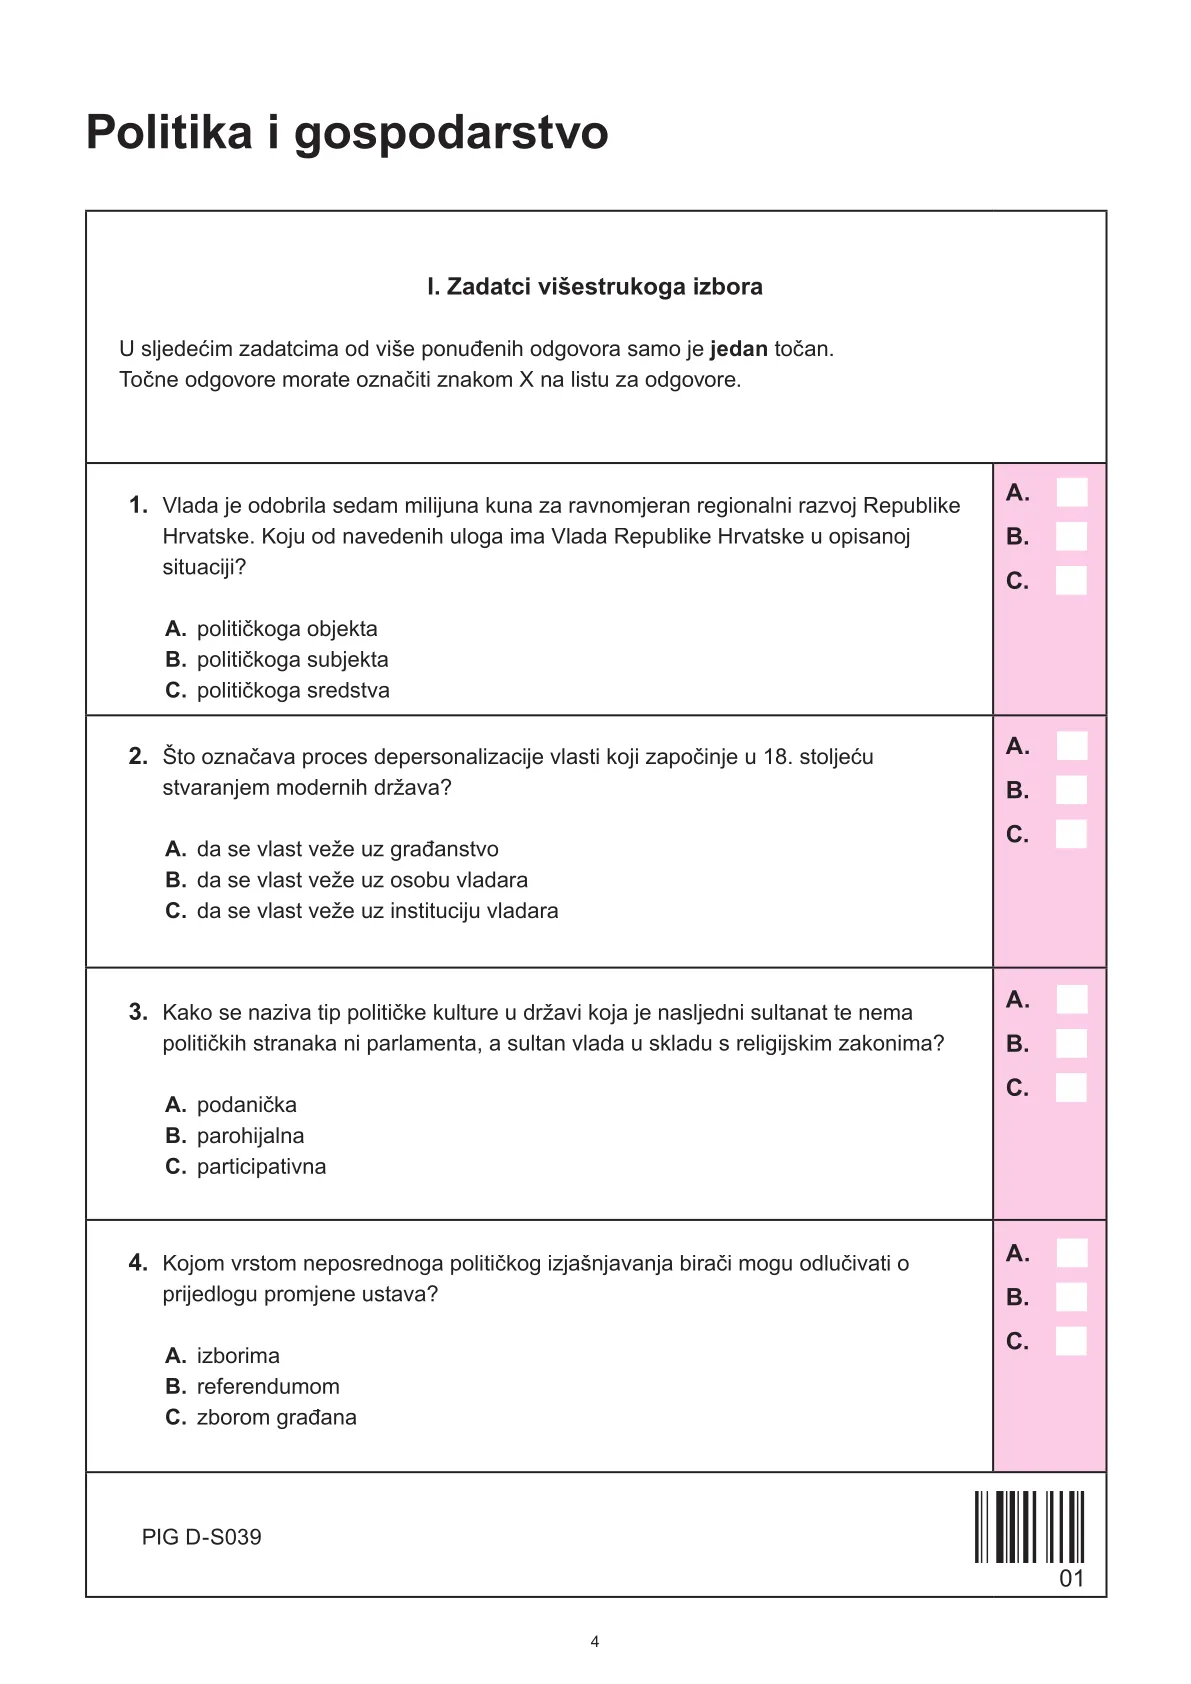 Politika i gospodarstvo
I. Zadatci višestrukoga izbora
U sljedećim zadatcima od više ponuđenih odgovora samo je jedan točan.
Točne odgovore morate označiti znakom X na listu za odgovore.
1. Vlada je odobrila sedam milijuna kuna za ravnomjeran regionalni razvoj Republike
Hrvatske. Koju od navedenih uloga ima Vlada Republike Hrvatske u opisanoj
situaciji?
A. političkoga objekta
B. političkoga subjekta
C. političkoga sredstva
A.
B.
C.
2. Što označava proces depersonalizacije vlasti koji započinje u 18. stoljeću
stvaranjem modernih država?
A. da se vlast veže uz građanstvo
B. da se vlast veže uz osobu vladara
C. da se vlast veže uz instituciju vladara
A.
B.
C.
3. Kako se naziva tip političke kulture u državi koja je nasljedni sultanat te nema
političkih stranaka ni parlamenta, a sultan vlada u skladu s religijskim zakonima?
A. podanička
B. parohijalna
C. participativna
A.
B.
C.
4. Kojom vrstom neposrednoga političkog izjašnjavanja birači mogu odlučivati o
prijedlogu promjene ustava?
A. izborima
B. referendumom
C. zborom građana
A.
B.
C.
PIG D-S039
01
4